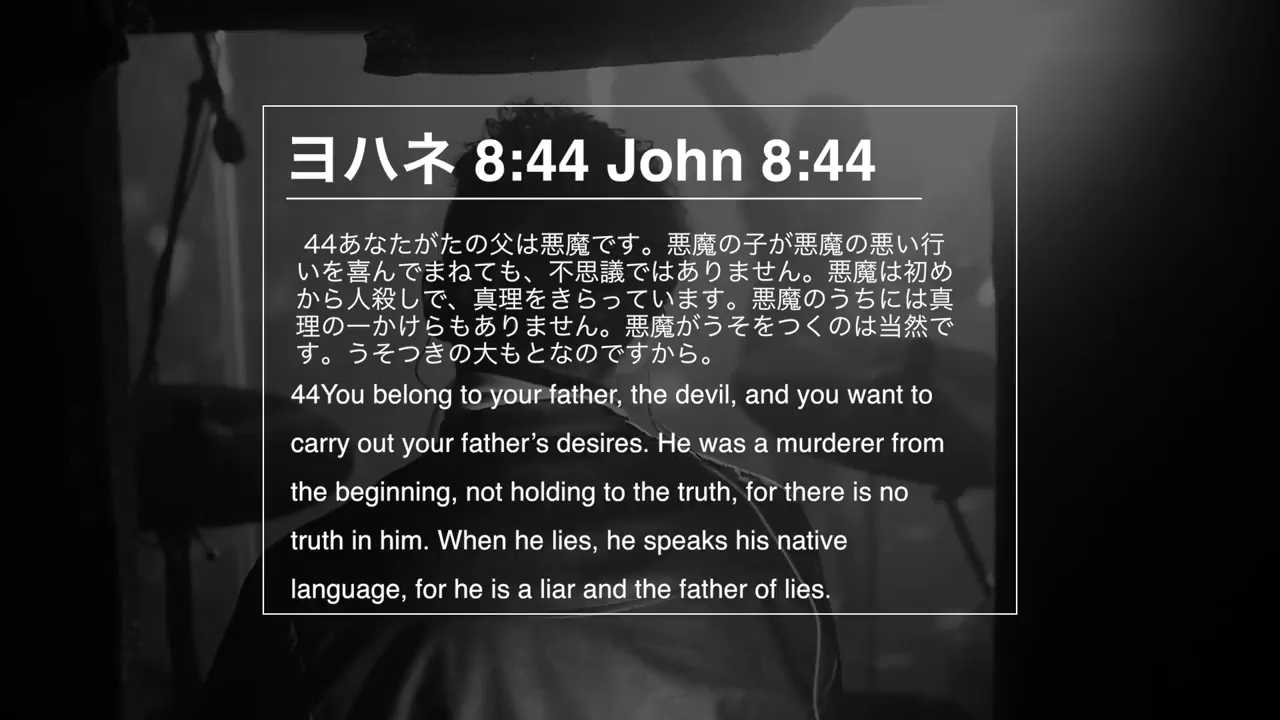 ヨハネ 8:44 John 8:44
44あなたがたの父は悪魔です。悪魔の子が悪魔の悪い行
いを喜んでまねても、不思議ではありません。悪魔は初め
から人殺しで、真理をきらっています。悪魔のうちには真
理の一かけらもありません。悪魔がうそをつくのは当然で
す。うそつきの大もとなのですから。
44You belong to your father, the devil, and you want to
carry out your father’s desires. He was a murderer from
the beginning, not holding to the truth, for there is no
truth in him. When he lies, he speaks his native
language, for he is a liar and the father of lies.